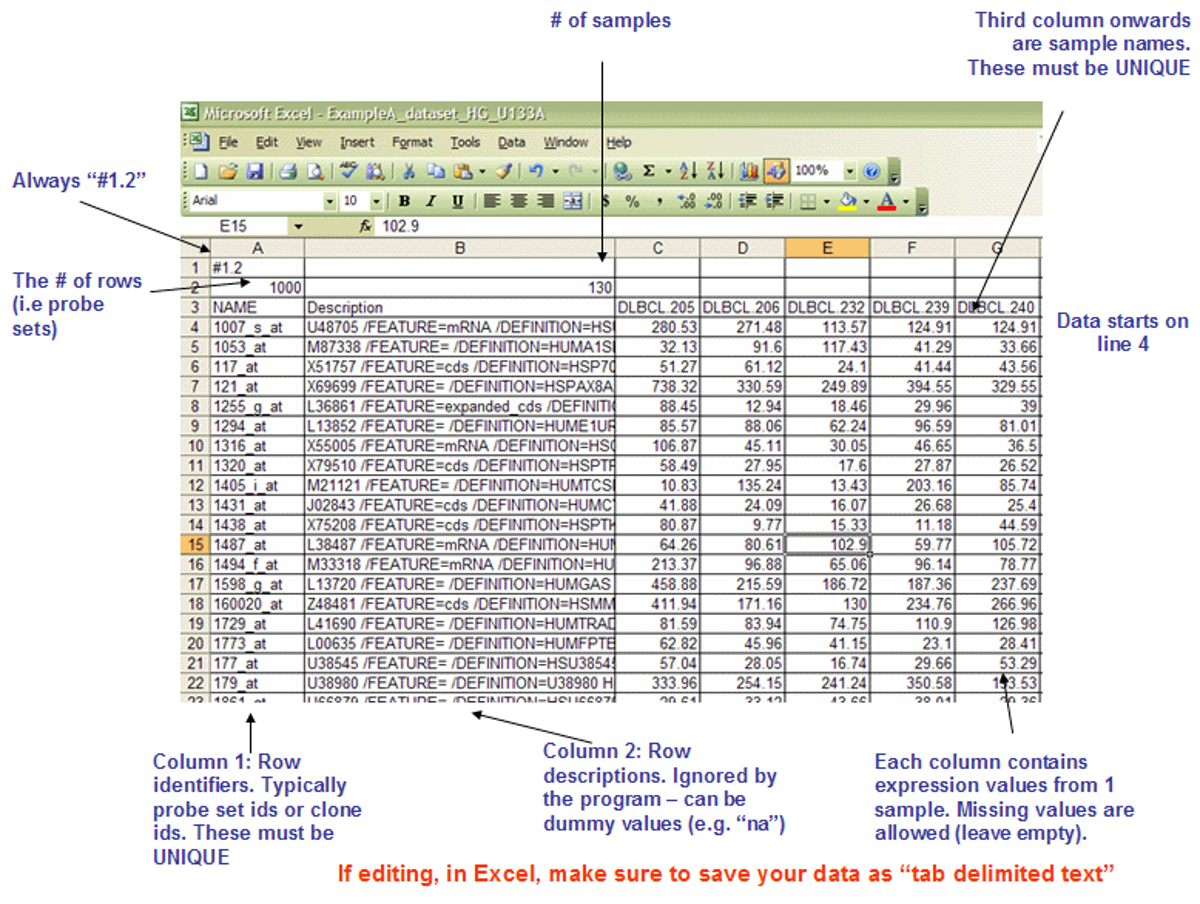 # of samples
Third column onwards
are sample names.
These must be UNIQUE
Microsoft Excel - ExampleA_dataset_HG_U133A
File Edit View Insert Format Tools Data Window Help
100%
Always “#1.2”
Arial 10 B I U $ % ,
E15 fx 102.9
A B C D E F G
1 #1.2
The # of rows
(i.e probe
sets)
2 1000 130
3 NAME Description DLBCL.205 DLBCL.206 DLBCL.232 DLBCL.239 DLBCL.240
Data starts on
line 4
4 1007_s_at U48705 /FEATURE=mRNA /DEFINITION=HSU 280.53 271.48 113.57 124.91 124.91
5 1053_at M87338 /FEATURE= /DEFINITION=HUMA1S 32.13 91.6 117.43 41.29 33.66
6 117_at X51757 /FEATURE=cds /DEFINITION=HSP70 51.27 61.12 24.1 41.44 43.56
7 121_at X69699 /FEATURE= /DEFINITION=HSPAX8A 738.32 330.59 249.89 394.55 329.55
8 1255_g_at L36861 /FEATURE=expanded_cds /DEFINITI 88.45 12.94 18.46 29.96 39
9 1294_at L13852 /FEATURE= /DEFINITION=HUME1UR 85.57 88.06 62.24 96.59 81.01
10 1316_at X55005 /FEATURE=mRNA /DEFINITION=HS 106.87 45.11 30.05 46.65 36.5
11 1320_at X79510 /FEATURE=cds /DEFINITION=HSPTP 58.49 27.95 17.6 27.87 26.52
12 1405_i_at M21121 /FEATURE= /DEFINITION=HUMTCS 10.83 135.24 13.43 203.16 85.74
13 1431_at J02843 /FEATURE=cds /DEFINITION=HUMC 41.88 24.09 16.07 26.68 25.4
14 1438_at X75208 /FEATURE=cds /DEFINITION=HSPTK 80.87 9.77 15.33 11.18 44.59
15 1487_at L38487 /FEATURE=mRNA /DEFINITION=HUM 64.26 80.61 102.9 59.77 105.72
16 1494_f_at M33318 /FEATURE=mRNA /DEFINITION=HU 213.37 96.88 65.06 96.14 78.77
17 1598_g_at L13720 /FEATURE= /DEFINITION=HUMGAS 458.88 215.59 186.72 187.36 237.69
18 160020_at Z48481 /FEATURE=cds /DEFINITION=HSMM 411.94 171.16 130 234.76 266.96
19 1729_at L41690 /FEATURE= /DEFINITION=HUMTRAD 81.59 83.94 74.75 110.9 126.98
20 1773_at L00635 /FEATURE= /DEFINITION=HUMFPTE 62.82 45.96 41.15 23.1 28.41
21 177_at U38545 /FEATURE= /DEFINITION=HSU38545 57.04 28.05 16.74 29.66 53.29
22 179_at U38980 /FEATURE= /DEFINITION=U38980 H 333.96 254.15 241.24 350.58 193.53
Column 1: Row
identifiers. Typically
probe set ids or clone
ids. These must be
UNIQUE
Column 2: Row
descriptions. Ignored by
the program – can be
dummy values (e.g. “na”)
Each column contains
expression values from 1
sample. Missing values are
allowed (leave empty).
If editing, in Excel, make sure to save your data as “tab delimited text”